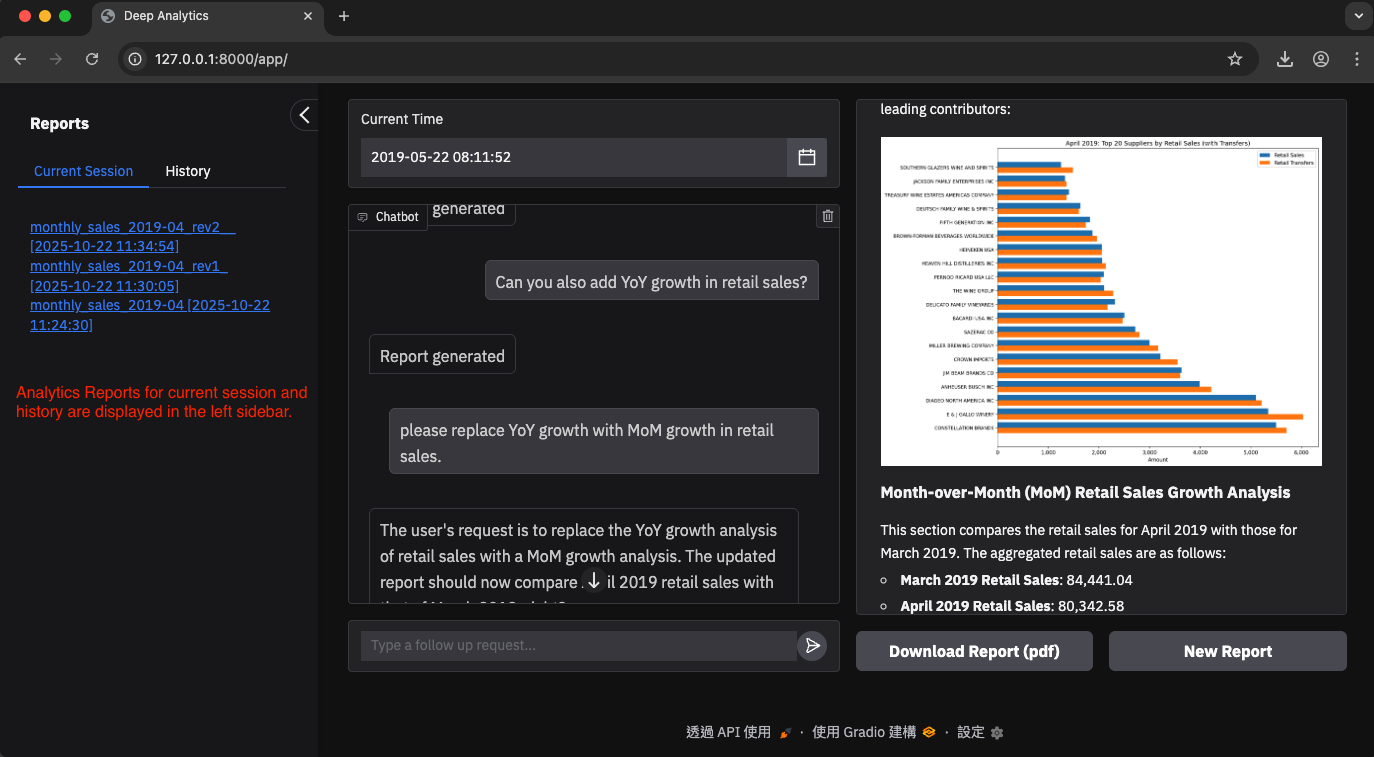 Deep Analytics
127.0.0.1:8000/app/
Reports
Current Session
History
monthly_sales_2019-04_rev2__
[2025-10-22 11:34:54]
monthly_sales_2019-04_rev1_
[2025-10-22 11:30:05]
monthly_sales_2019-04 [2025-10-22
11:24:30]
Analytics Reports for current session and
history are displayed in the left sidebar.
Current Time
2019-05-22 08:11:52
Chatbot
generated
Can you also add YoY growth in retail sales?
Report generated
please replace YoY growth with MoM growth in retail
sales.
The user's request is to replace the YoY growth analysis
of retail sales with a MoM growth analysis. The updated
report should now compare il 2019 retail sales with
Type a follow up request...
leading contributors:
April 2019: Top 20 Suppliers by Retail Sales (with Transfers)
Retail Sales
Retail Transfers
SOUTHERN GLAZERS WINE AND SPIRITS
JACKSON FAMILY ENTERPRISES INC
TREASURY WINE ESTATES AMERICAS COMPANY
DEUTSCH FAMILY WINE & SPIRITS
FIFTH GENERATION INC
BROWN-FORMAN BEVERAGES WORLDWIDE
HEINEKEN USA
HEAVEN HILL DISTILLERIES INC
PERNOD RICARD USA LLC
THE WINE GROUP
DELICATO FAMILY VINEYARDS
BACARDI USA INC
SAZERAC CO
MILLER BREWING COMPANY
CROWN IMPORTS
JIM BEAM BRANDS CO
ANHEUSER BUSCH INC
DIAGEO NORTH AMERICA INC
E & J GALLO WINERY
CONSTELLATION BRANDS
0 1,000 2,000 3,000 4,000 5,000 6,000
Amount
Month-over-Month (MoM) Retail Sales Growth Analysis
This section compares the retail sales for April 2019 with those for
March 2019. The aggregated retail sales are as follows:
March 2019 Retail Sales: 84,441.04
April 2019 Retail Sales: 80,342.58
Download Report (pdf)
New Report
透過 API 使用 · 使用 Gradio 建構 · 設定